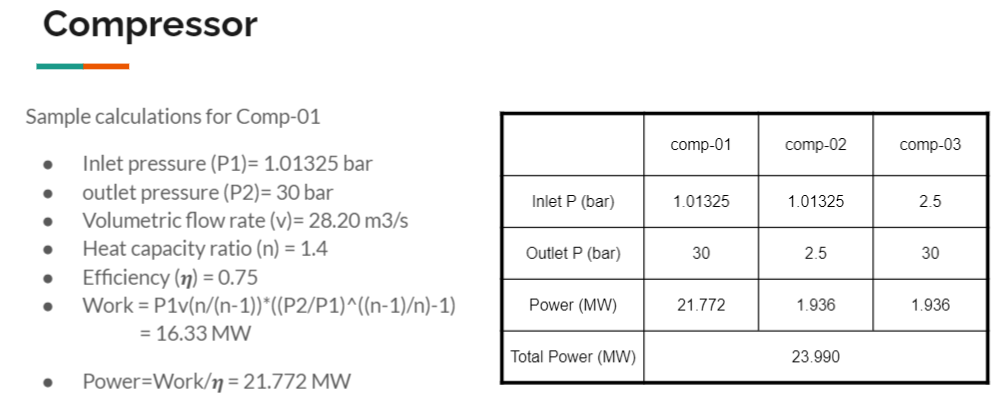 Compressor
Sample calculations for Comp-01
● Inlet pressure (P1)= 1.01325 bar
● outlet pressure (P2)= 30 bar
● Volumetric flow rate (v)= 28.20 m3/s
● Heat capacity ratio (n) = 1.4
● Efficiency (η) = 0.75
● Work = P1v(n/(n-1))*((P2/P1)^((n-1)/n)-1)
= 16.33 MW
● Power=Work/η = 21.772 MW
comp-01 comp-02 comp-03
Inlet P (bar) 1.01325 1.01325 2.5
Outlet P (bar) 30 2.5 30
Power (MW) 21.772 1.936 1.936
Total Power (MW) 23.990